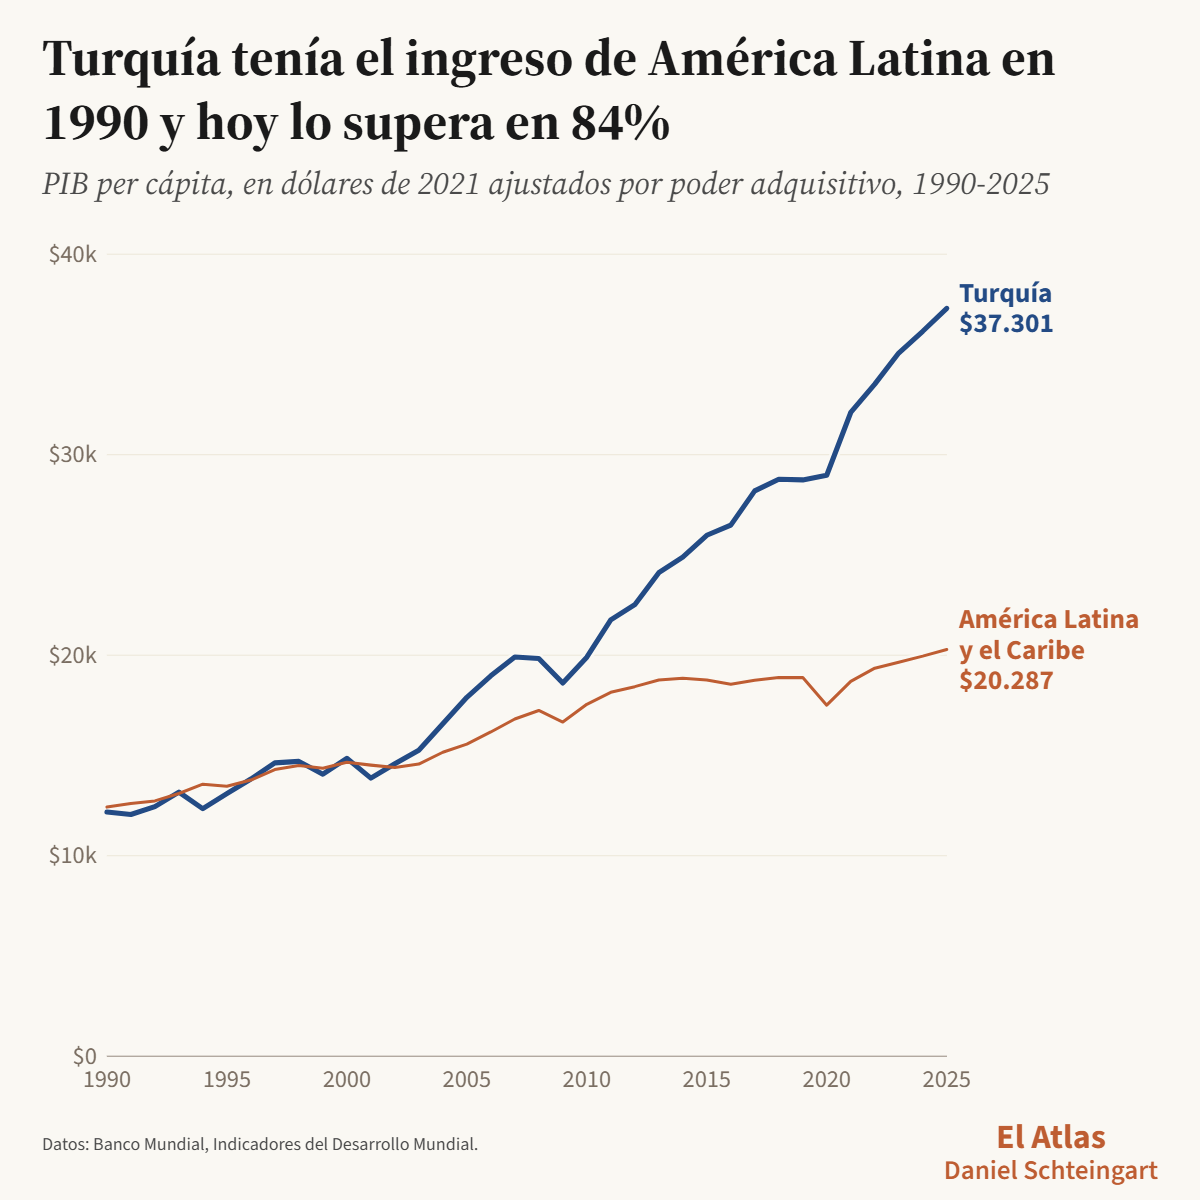 Turquía tenía el ingreso de América Latina en
1990 y hoy lo supera en 84%
PIB per cápita, en dólares de 2021 ajustados por poder adquisitivo, 1990-2025
$40k
$30k
$20k
$10k
$0
Turquía
$37.301
América Latina
y el Caribe
$20.287
1990 1995 2000 2005 2010 2015 2020 2025
Datos: Banco Mundial, Indicadores del Desarrollo Mundial.
El Atlas
Daniel Schteingart